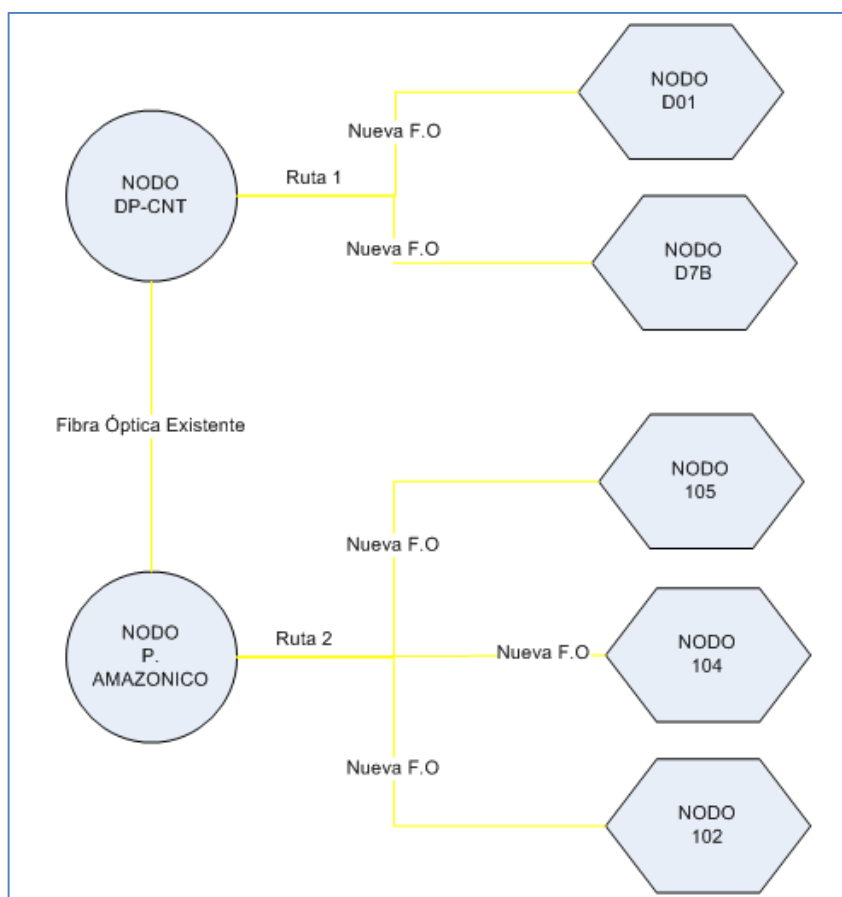 NODO
D01
Nueva F.O
NODO
DP-CNT
Ruta 1
Nueva F.O
NODO
D7B
Fibra Óptica Existente
NODO
105
Nueva F.O
NODO
P.
AMAZONICO
Ruta 2
Nueva F.O
NODO
104
Nueva F.O
NODO
102